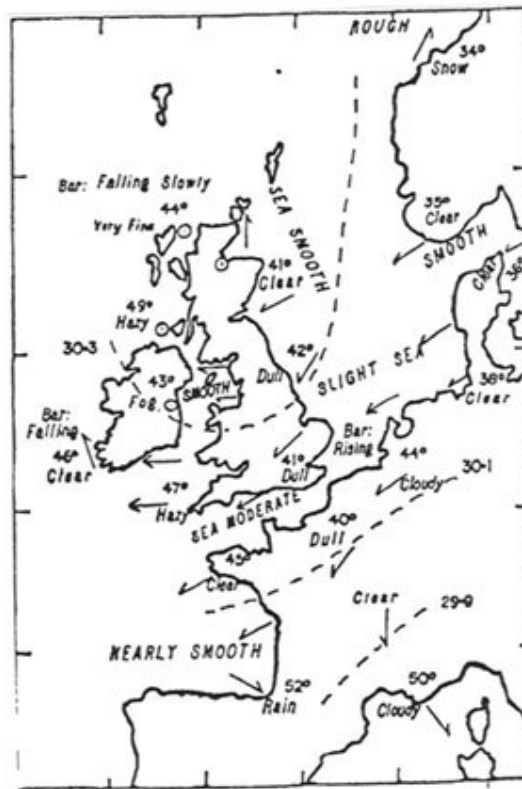 ROUGH
34°
Snow
Bar: Falling Slowly
44°
Very Fine
SEA SMOOTH
35°
Clear
SMOOTH
41°
Clear
Clear
36°
49°
Hazy
30-3
42°
Dull
SLIGHT SEA
43°
Fog.
SMOOTH
38°
Clear
Bar:
Falling
46°
Clear
Bar:
Rising
41°
Dull
44°
Cloudy
30-1
47°
Hazy
SEA MODERATE
40°
Dull
45°
Clear
Clear
29-9
NEARLY SMOOTH
52°
Rain
50°
Cloudy